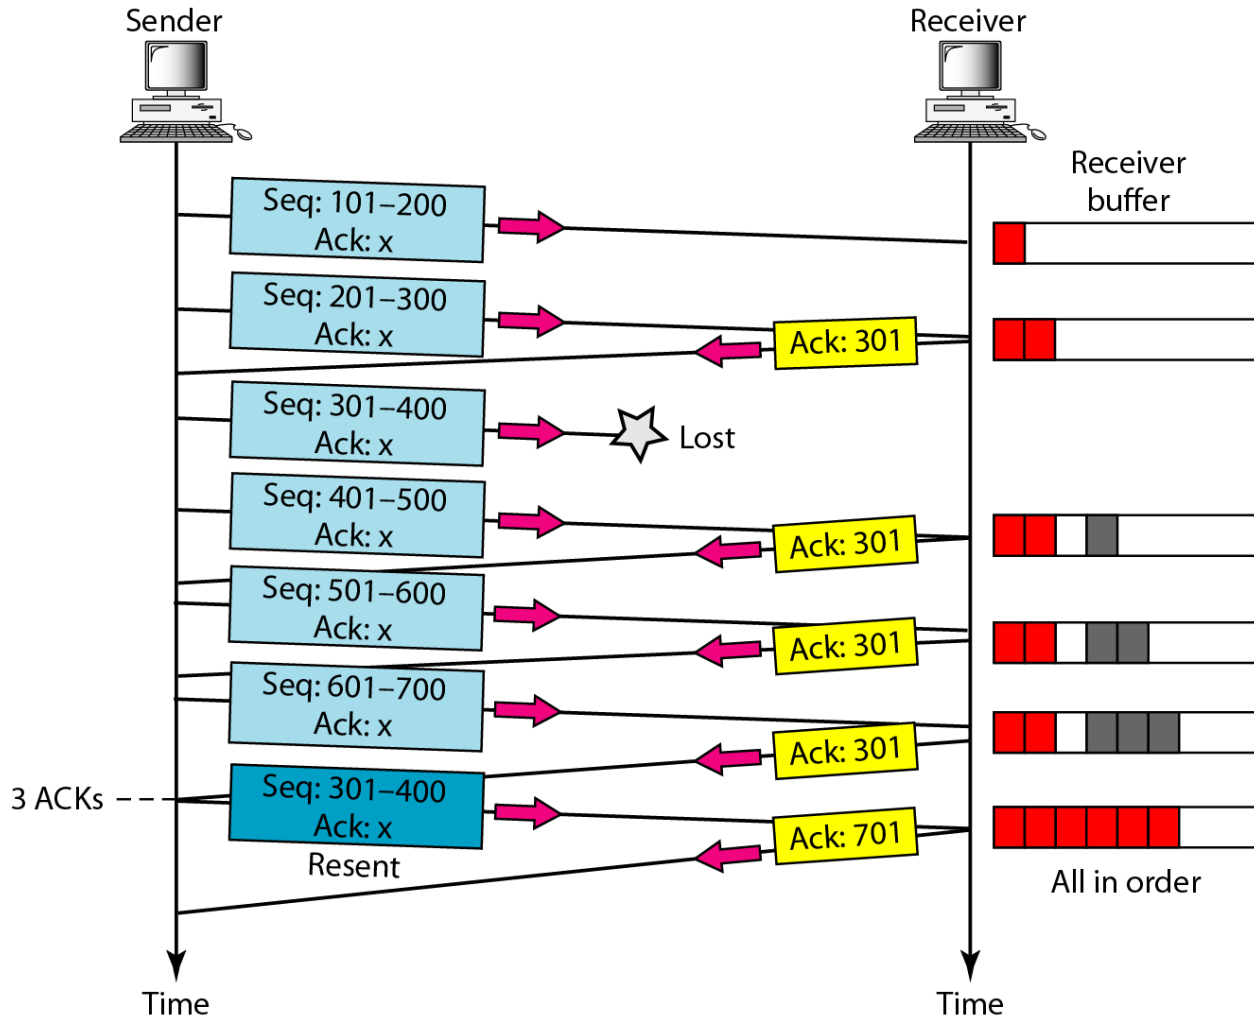 Sender
Receiver
Receiver
buffer
Seq: 101–200
Ack: x
Seq: 201–300
Ack: x
Ack: 301
Seq: 301–400
Ack: x
Lost
Seq: 401–500
Ack: x
Ack: 301
Seq: 501–600
Ack: x
Ack: 301
Seq: 601–700
Ack: x
Ack: 301
3 ACKs
Seq: 301–400
Ack: x
Resent
Ack: 701
All in order
Time
Time